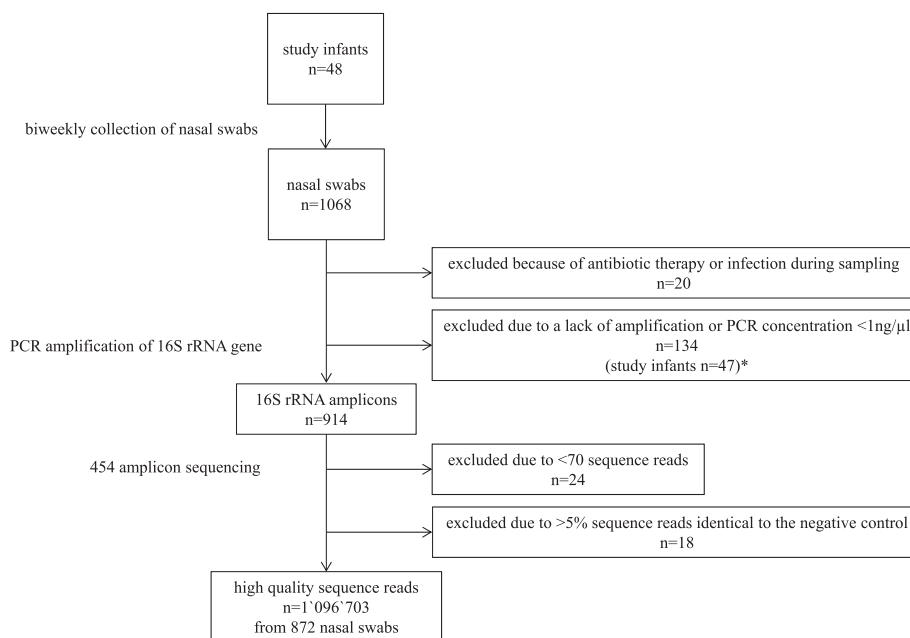 study infants
n=48
biweekly collection of nasal swabs
nasal swabs
n=1068
excluded because of antibiotic therapy or infection during sampling
n=20
PCR amplification of 16S rRNA gene
excluded due to a lack of amplification or PCR concentration <1ng/µl
n=134
(study infants n=47)*
16S rRNA amplicons
n=914
454 amplicon sequencing
excluded due to <70 sequence reads
n=24
excluded due to >5% sequence reads identical to the negative control
n=18
high quality sequence reads
n=1`096`703
from 872 nasal swabs